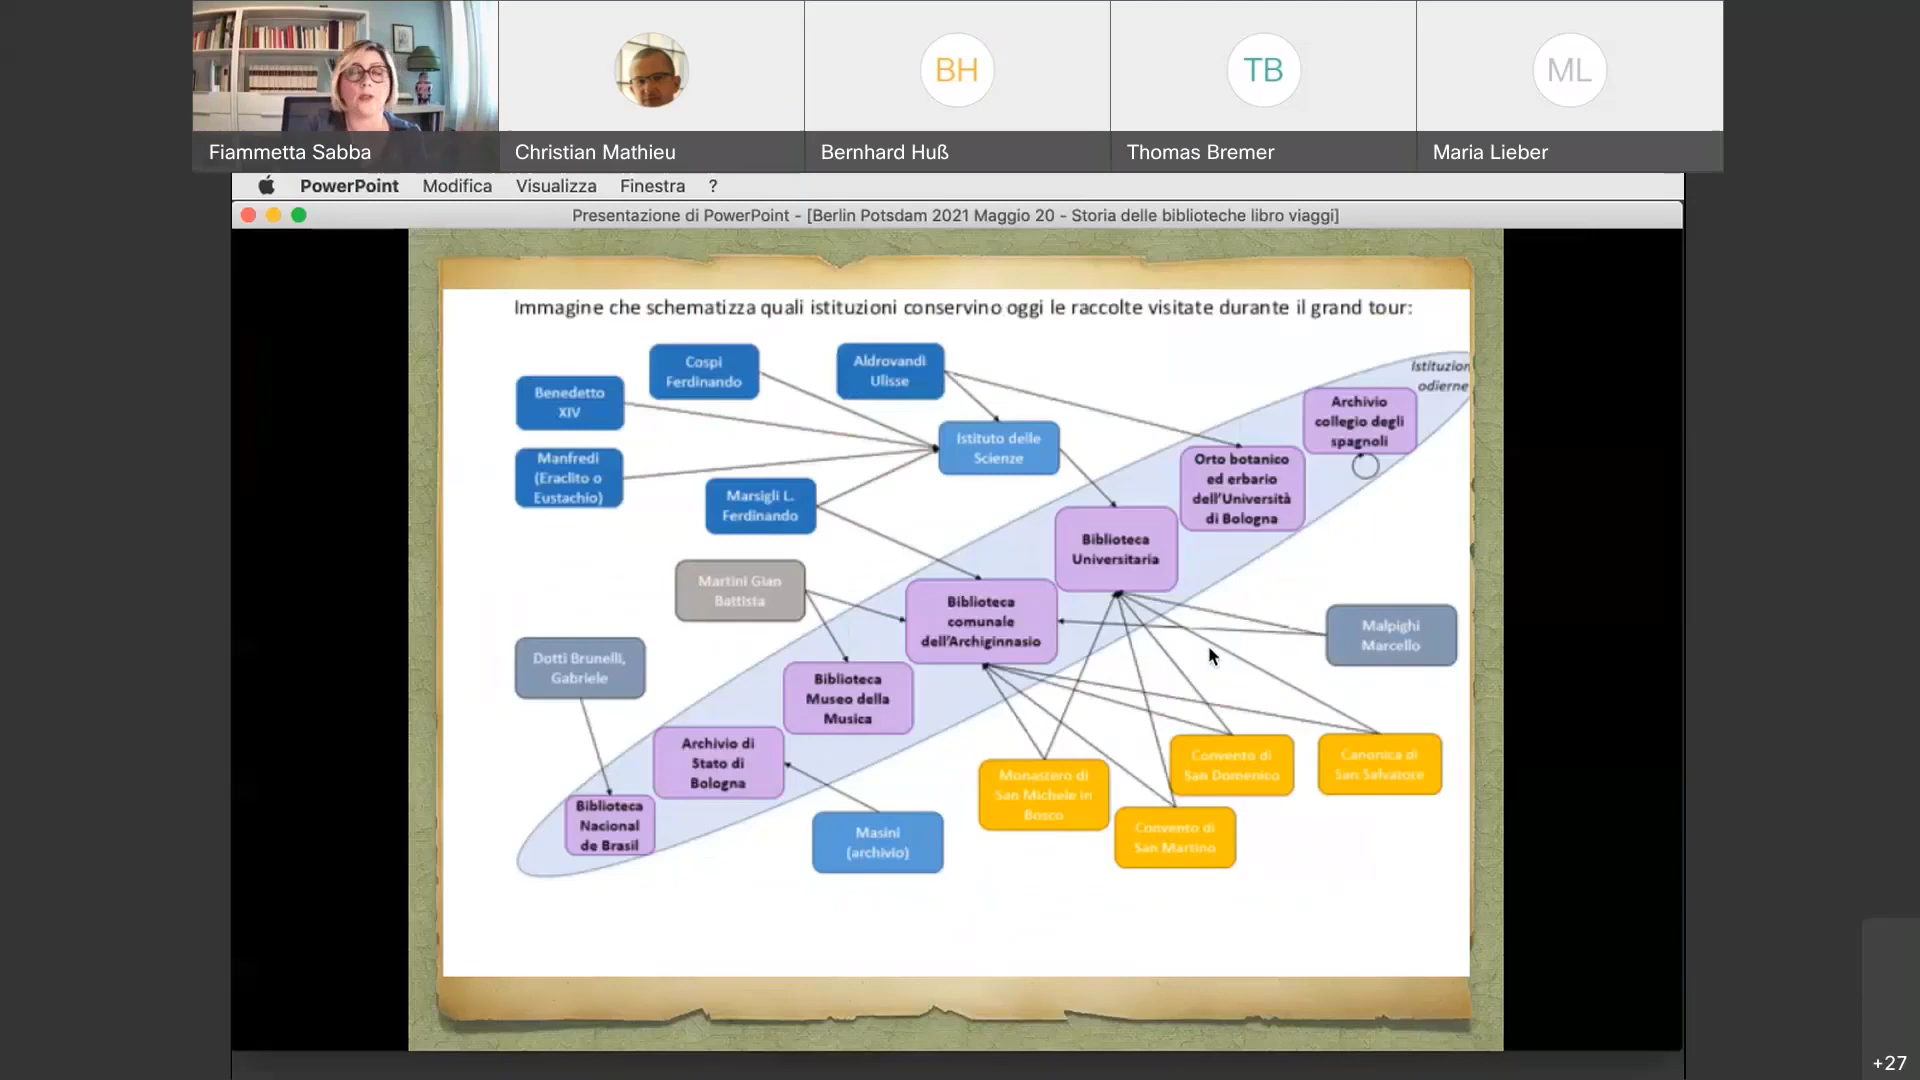 BH
TB
ML
Fiammetta Sabba
Christian Mathieu
Bernhard Huß
Thomas Bremer
Maria Lieber
PowerPoint Modifica Visualizza Finestra ?
Presentazione di PowerPoint - [Berlin Potsdam 2021 Maggio 20 - Storia delle biblioteche libro viaggi]
Immagine che schematizza quali istituzioni conservino oggi le raccolte visitate durante il grand tour:
Cospi
Ferdinando
Aldrovandi
Ulisse
Istituzion
odierne
Benedetto
XIV
Archivio
collegio degli
spagnoli
Istituto delle
Scienze
Manfredi
(Eraclito o
Eustachio)
Orto botanico
ed erbario
dell'Università
di Bologna
Marsigli L.
Ferdinando
Biblioteca
Universitaria
Martini Gian
Battista
Biblioteca
comunale
dell'Archiginnasio
Malpighi
Marcello
Dotti Brunelli,
Gabriele
Biblioteca
Museo della
Musica
Archivio di
Stato di
Bologna
Convento di
San Domenico
Canonica di
San Salvatore
Monastero di
San Michele in
Bosco
Biblioteca
Nacional
de Brasil
Masini
(archivio)
Convento di
San Martino
+27